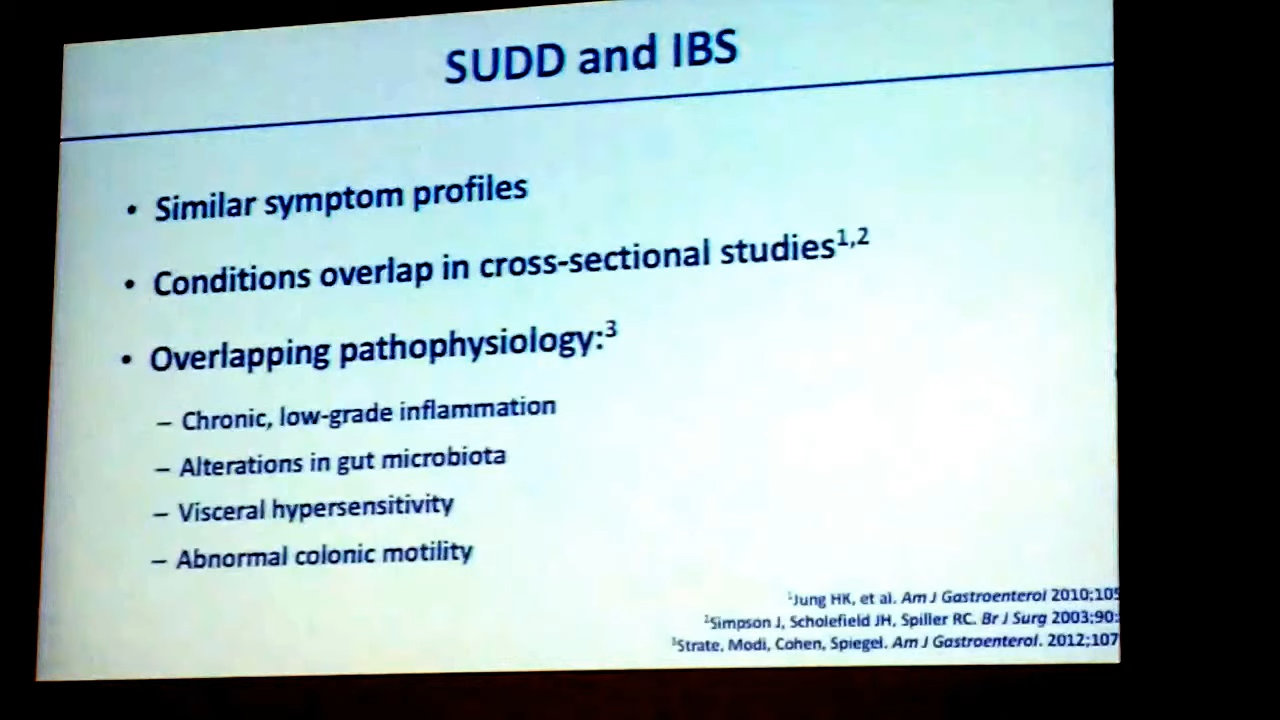 SUDD and IBS
• Similar symptom profiles
• Conditions overlap in cross-sectional studies1,2
• Overlapping pathophysiology:3
– Chronic, low-grade inflammation
– Alterations in gut microbiota
– Visceral hypersensitivity
– Abnormal colonic motility
1Jung HK, et al. Am J Gastroenterol 2010;105
2Simpson J, Scholefield JH, Spiller RC. Br J Surg 2003;90:
3Strate, Modi, Cohen, Spiegel. Am J Gastroenterol. 2012;107